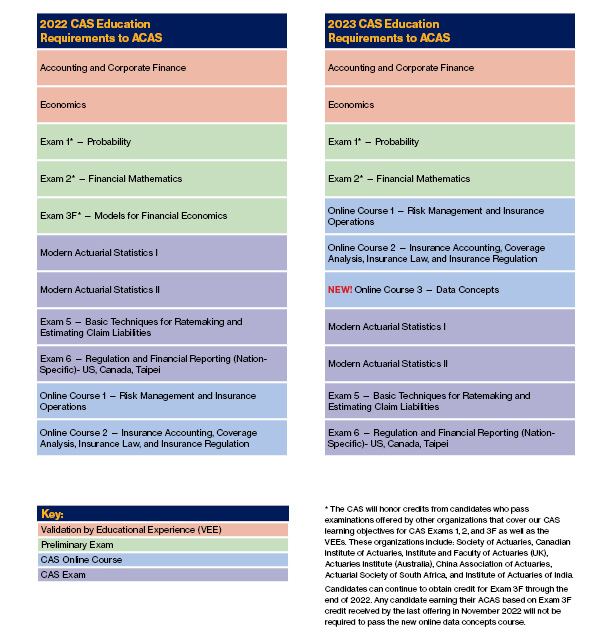 2022 CAS Education
Requirements to ACAS
Accounting and Corporate Finance
Economics
Exam 1* — Probability
Exam 2* — Financial Mathematics
Exam 3F* — Models for Financial Economics
Modern Actuarial Statistics I
Modern Actuarial Statistics II
Exam 5 — Basic Techniques for Ratemaking and
Estimating Claim Liabilities
Exam 6 — Regulation and Financial Reporting (Nation-
Specific)- US, Canada, Taipei
Online Course 1 — Risk Management and Insurance
Operations
Online Course 2 — Insurance Accounting, Coverage
Analysis, Insurance Law, and Insurance Regulation
2023 CAS Education
Requirements to ACAS
Accounting and Corporate Finance
Economics
Exam 1* — Probability
Exam 2* — Financial Mathematics
Online Course 1 — Risk Management and Insurance
Operations
Online Course 2 — Insurance Accounting, Coverage
Analysis, Insurance Law, and Insurance Regulation
NEW! Online Course 3 — Data Concepts
Modern Actuarial Statistics I
Modern Actuarial Statistics II
Exam 5 — Basic Techniques for Ratemaking and
Estimating Claim Liabilities
Exam 6 — Regulation and Financial Reporting (Nation-
Specific)- US, Canada, Taipei
Key:
Validation by Educational Experience (VEE)
Preliminary Exam
CAS Online Course
CAS Exam
* The CAS will honor credits from candidates who pass
examinations offered by other organizations that cover our CAS
learning objectives for CAS Exams 1, 2, and 3F as well as the
VEEs. These organizations include: Society of Actuaries, Canadian
Institute of Actuaries, Institute and Faculty of Actuaries (UK),
Actuaries Institute (Australia), China Association of Actuaries,
Actuarial Society of South Africa, and Institute of Actuaries of India.
Candidates can continue to obtain credit for Exam 3F through the
end of 2022. Any candidate earning their ACAS based on Exam 3F
credit received by the last offering in November 2022 will not be
required to pass the new online data concepts course.